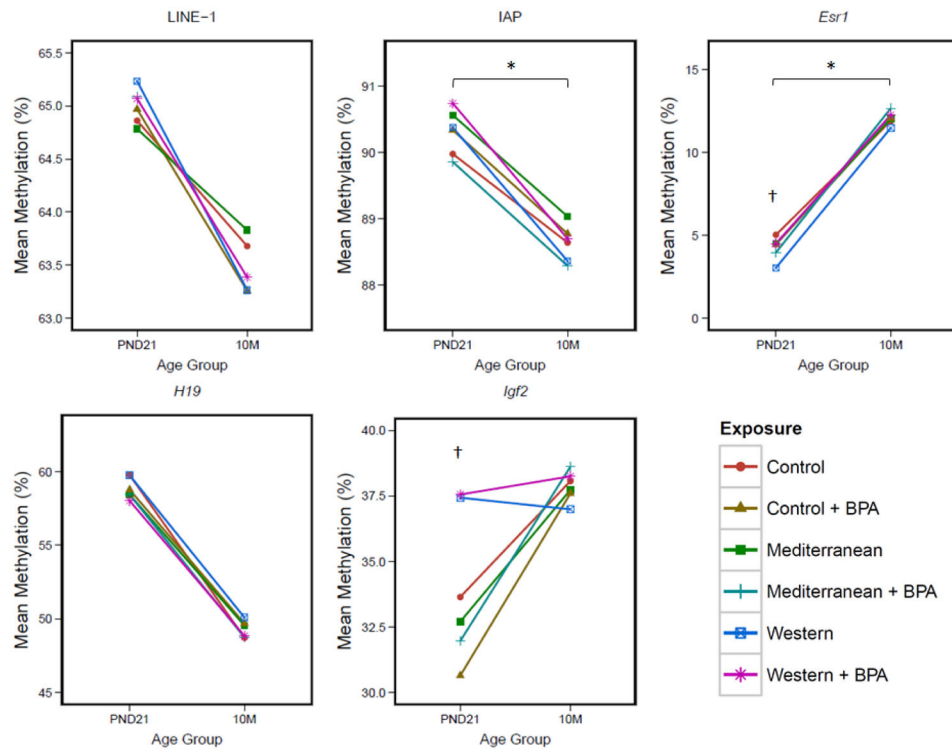 LINE−1
IAP
Esr1
Mean Methylation (%)
65.5
65.0
64.5
64.0
63.5
63.0
PND21
10M
Age Group
Mean Methylation (%)
91
90
89
88
*
PND21
10M
Age Group
Mean Methylation (%)
15
10
5
0
*
†
PND21
10M
Age Group
H19
Igf2
Mean Methylation (%)
60
55
50
45
PND21
10M
Age Group
Mean Methylation (%)
40.0
37.5
35.0
32.5
30.0
†
PND21
10M
Age Group
Exposure
Control
Control + BPA
Mediterranean
Mediterranean + BPA
Western
Western + BPA